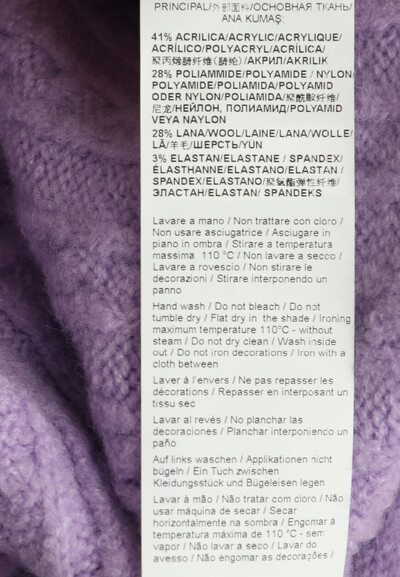 PRINCIPAL/外部面料/ОСНОВНАЯ ТКАНЬ/
ANA KUMAŞ:
41% ACRILICA/ACRYLIC/ACRYLIQUE/
ACRÍLICO/POLYACRYL/ACRÍLICA/
聚丙烯腈纤维(腈纶)/АКРИЛ/AKRILIK
28% POLIAMMIDE/POLYAMIDE / NYLON/
POLYAMIDE/POLIAMIDA/POLYAMID
ODER NYLON/POLIAMIDA/聚酰胺纤维/
尼龙/НЕЙЛОН, ПОЛИАМИД/POLYAMID
VEYA NAYLON
28% LANA/WOOL/LAINE/LANA/WOLLE/
LÃ/羊毛/ШЕРСТЬ/YÜN
3% ELASTAN/ELASTANE / SPANDEX/
ÉLASTHANNE/ELASTANO/ELASTAN /
SPANDEX/ELASTANO/聚氨酯弹性纤维/
ЭЛАСТАН/ELASTAN/ SPANDEKS
Lavare a mano / Non trattare con cloro /
Non usare asciugatrice / Asciugare in
piano in ombra / Stirare a temperatura
massima 110 °C / Non lavare a secco /
Lavare a rovescio / Non stirare le
decorazioni / Stirare interponendo un
panno
Hand wash / Do not bleach / Do not
tumble dry / Flat dry in the shade / Ironing
maximum temperature 110°C - without
steam / Do not dry clean / Wash inside
out / Do not iron decorations / Iron with a
cloth between
Laver à l'envers / Ne pas repasser les
décorations / Repasser en interposant un
tissu sec
Lavar al revés / No planchar las
decoraciones / Planchar interponiendo un
paño
Auf links waschen / Applikationen nicht
bügeln / Ein Tuch zwischen
Kleidungsstück und Bügeleisen legen
Lavar à mão / Não tratar com cloro / Não
usar máquina de secar / Secar
horizontalmente na sombra / Engomar à
temperatura máxima de 110 °C - sem
vapor / Não lavar a seco / Lavar do
avesso / Não engomar as decorações /